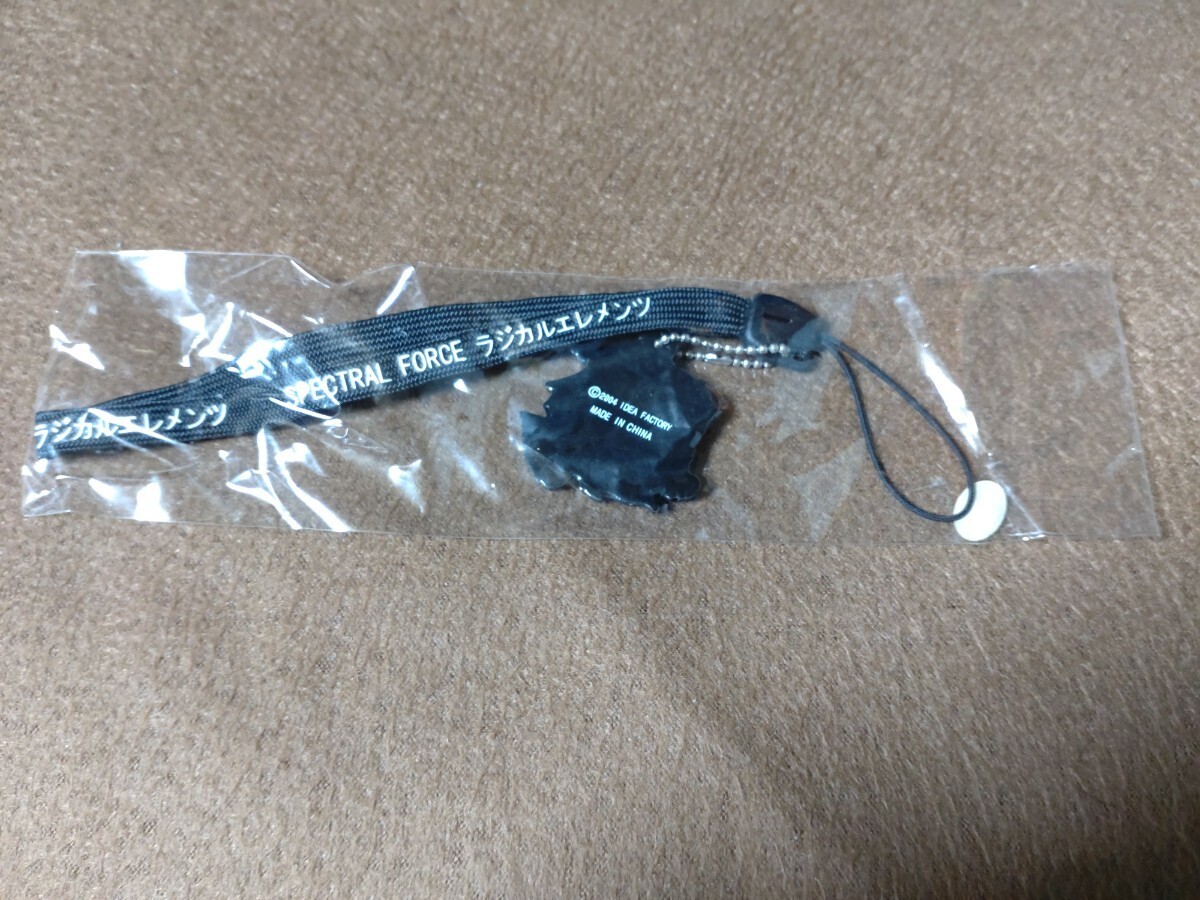 ラジカルエレメンツ
SPECTRAL FORCE ラジカルエレメンツ
©2004 IDEA FACTORY
MADE IN CHINA